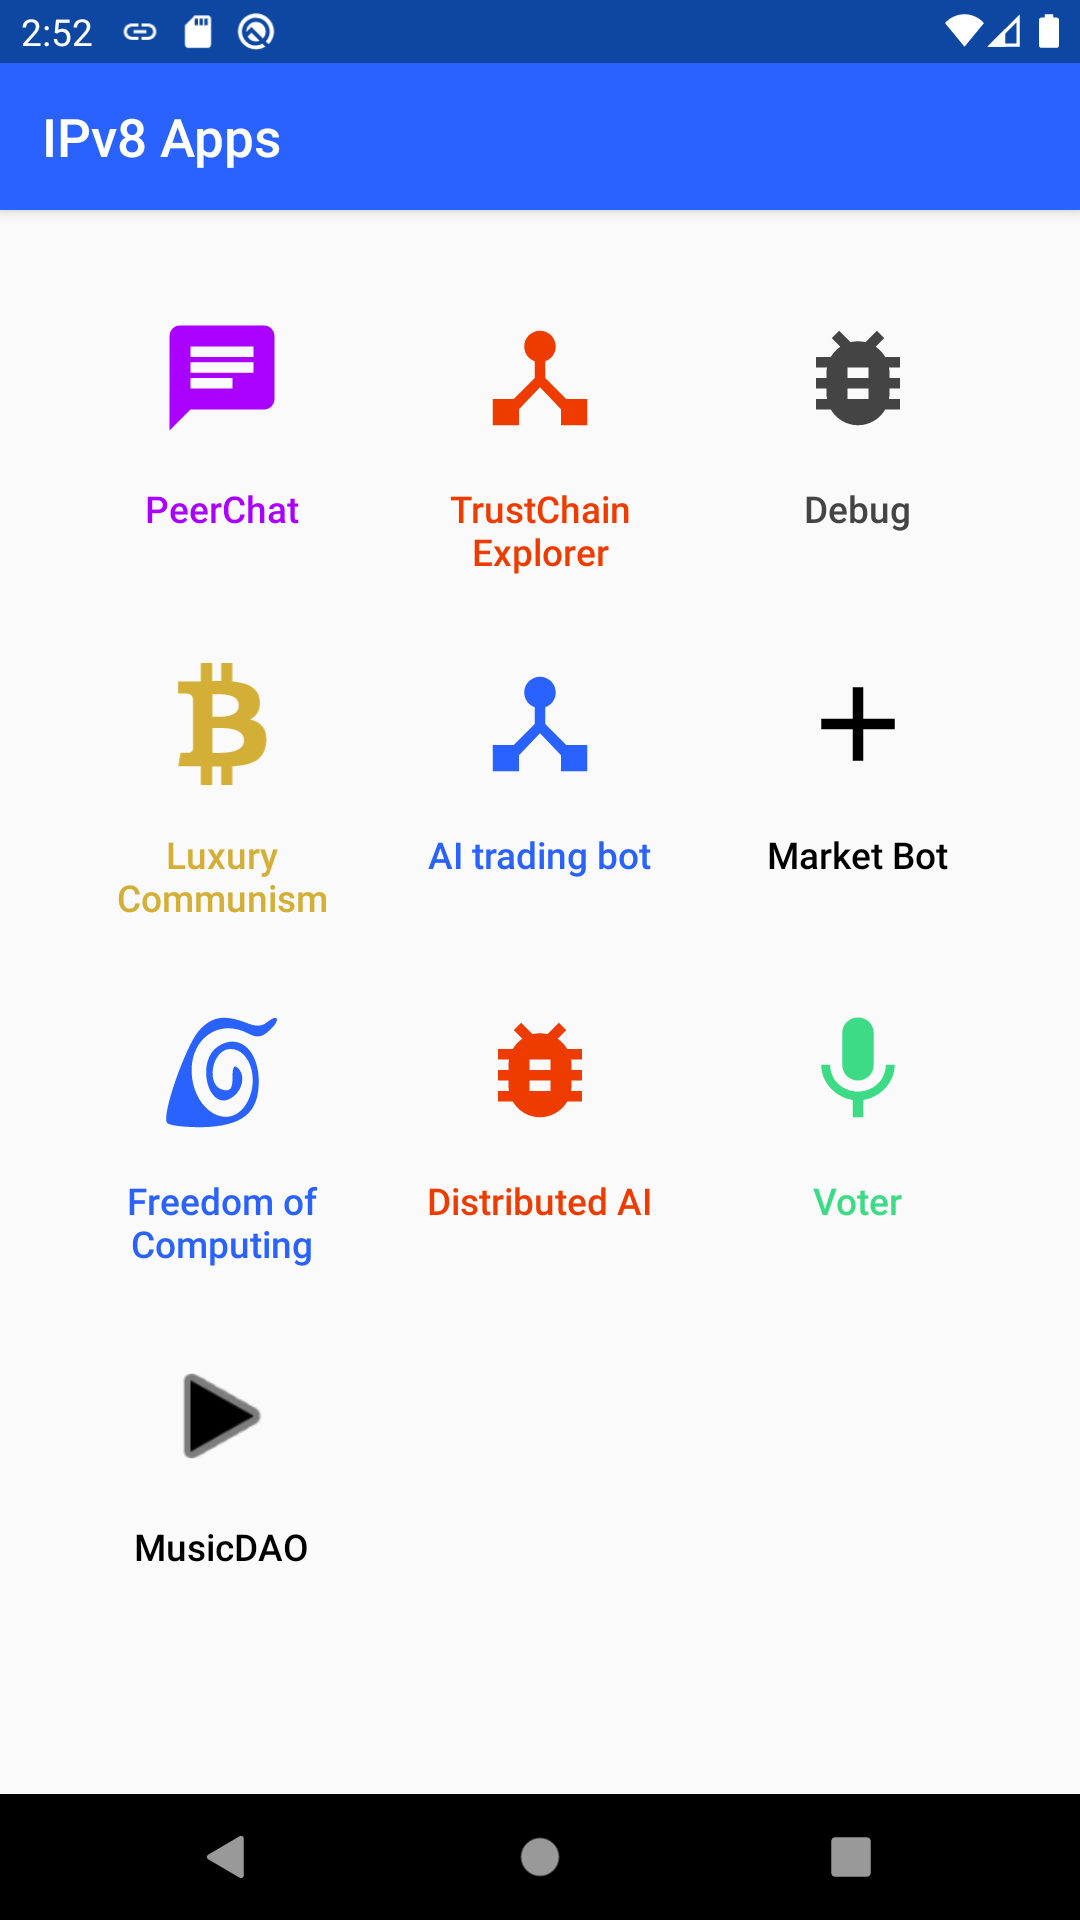 2:52
IPv8 Apps
PeerChat
TrustChain
Explorer
Debug
Luxury
Communism
AI trading bot
Market Bot
Freedom of
Computing
Distributed AI
Voter
MusicDAO